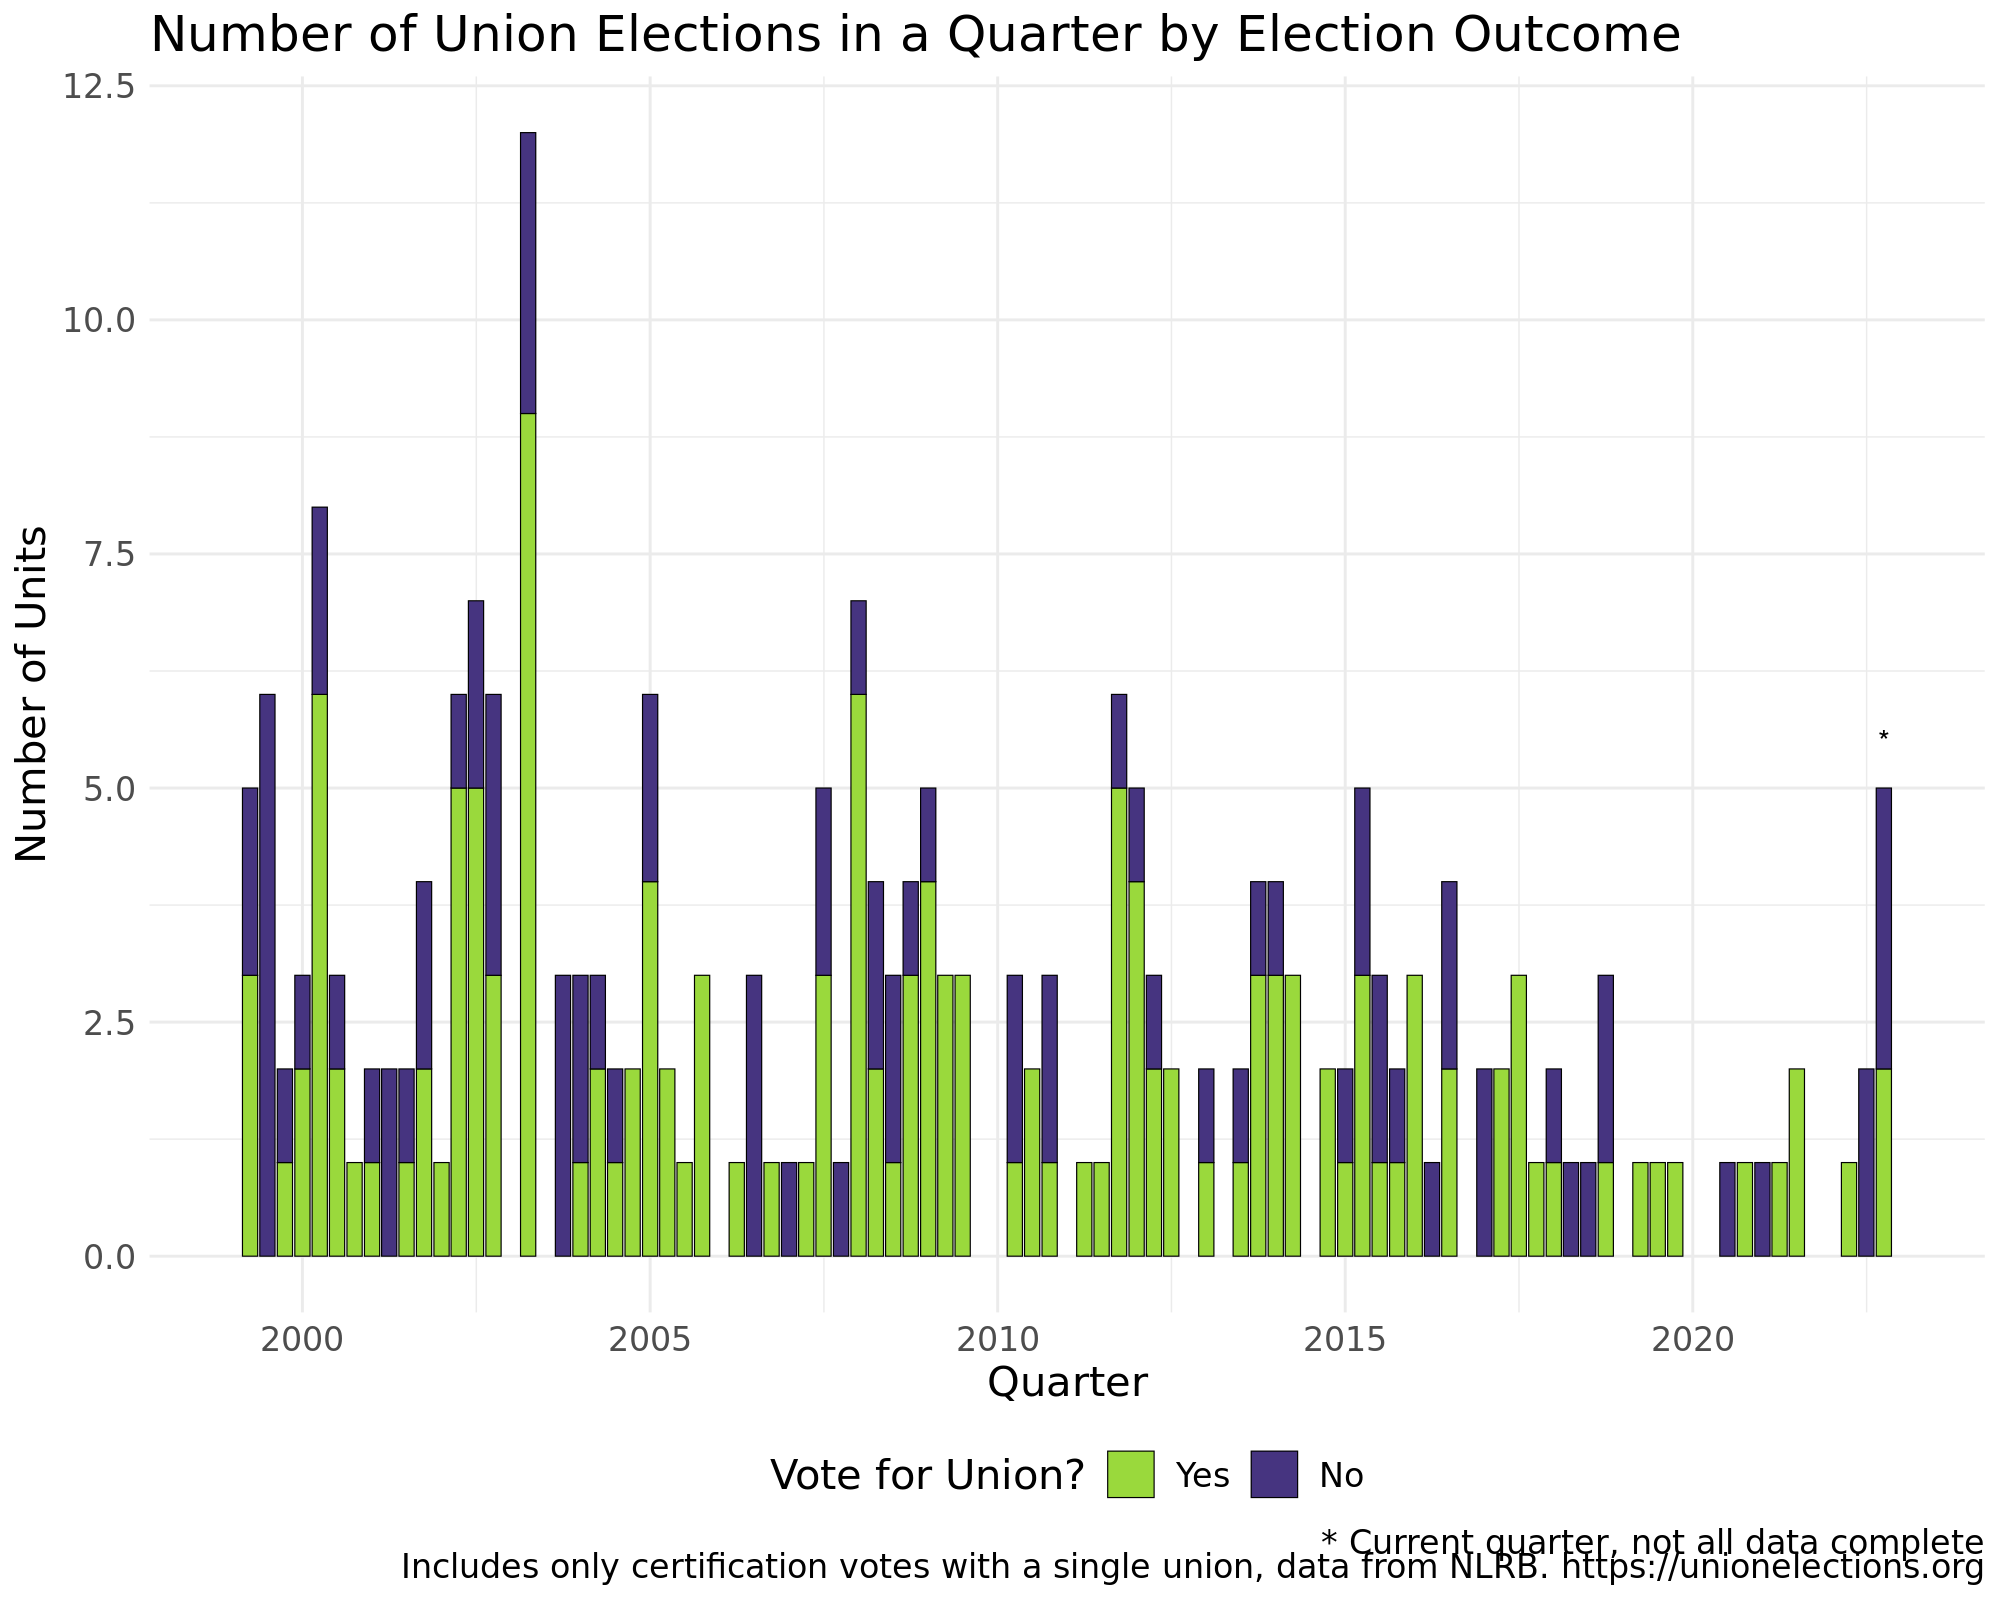 Number of Union Elections in a Quarter by Election Outcome
12.5
10.0
7.5
5.0
2.5
0.0
Number of Units
*
2000 2005 2010 2015 2020
Quarter
Vote for Union? Yes No
* Current quarter, not all data complete
Includes only certification votes with a single union, data from NLRB. https://unionelections.org